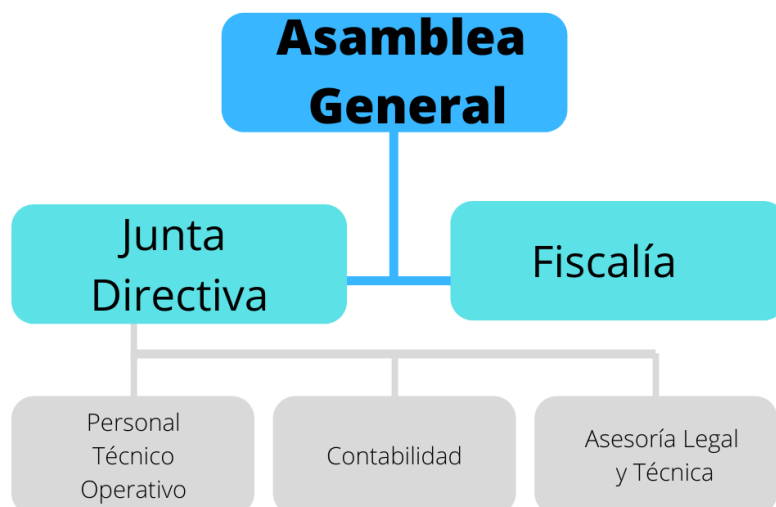 Asamblea
General
Junta
Directiva
Fiscalía
Personal
Técnico
Operativo
Contabilidad
Asesoría Legal
y Técnica